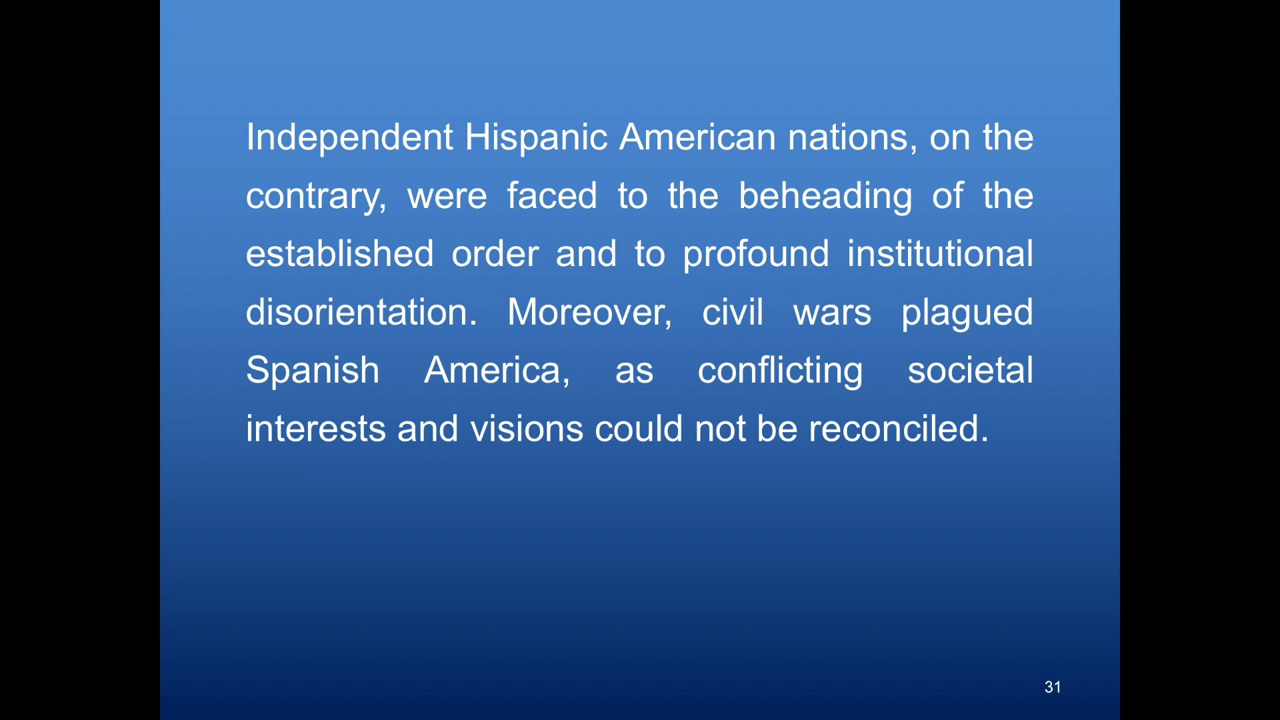 Independent Hispanic American nations, on the
contrary, were faced to the beheading of the
established order and to profound institutional
disorientation. Moreover, civil wars plagued
Spanish America, as conflicting societal
interests and visions could not be reconciled.
31